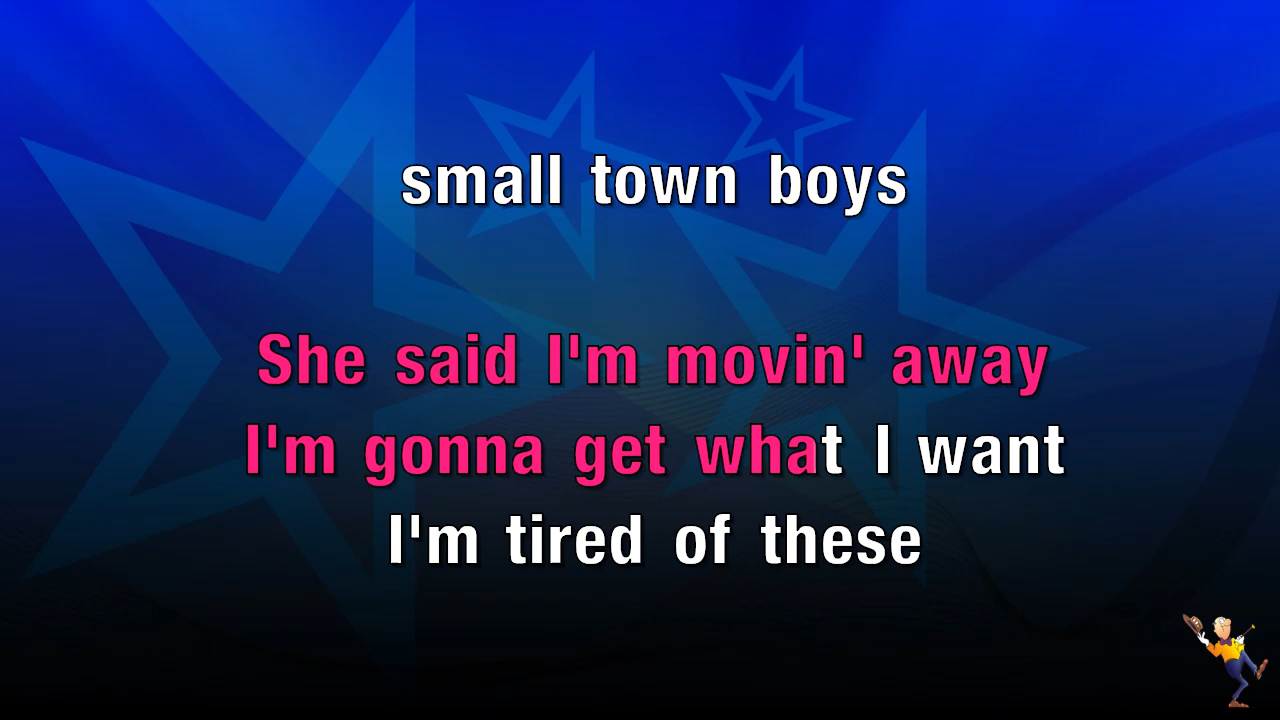 small town boys
She said I'm movin' away
I'm gonna get what I want
I'm tired of these